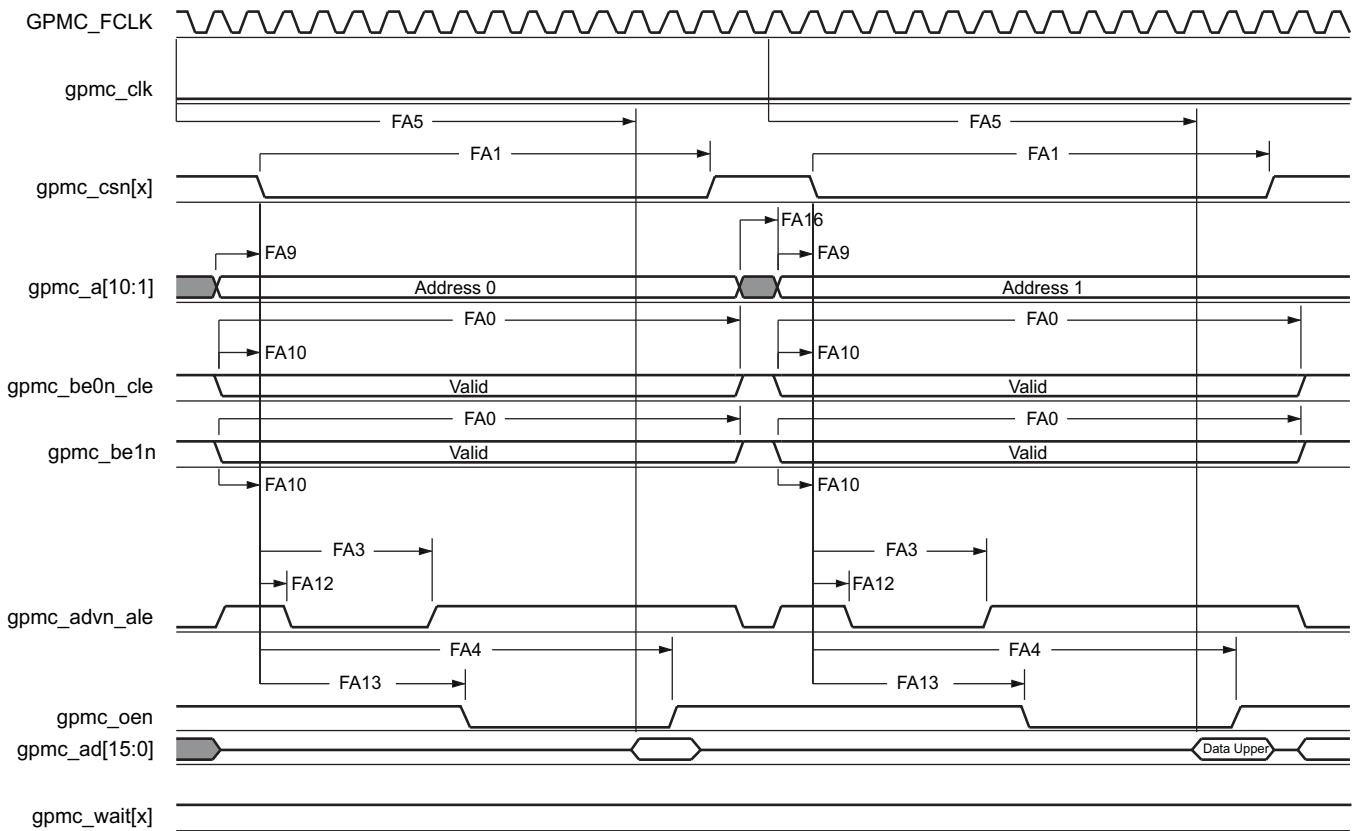 GPMC_FCLK
gpmc_clk
FA5 FA5
FA1 FA1
gpmc_csn[x]
FA16
FA9 FA9
gpmc_a[10:1] Address 0 Address 1
FA0 FA0
FA10 FA10
gpmc_be0n_cle Valid Valid
FA0 FA0
gpmc_be1n Valid Valid
FA10 FA10
FA3 FA3
FA12 FA12
gpmc_advn_ale
FA4 FA4
FA13 FA13
gpmc_oen
gpmc_ad[15:0] Data Upper
gpmc_wait[x]